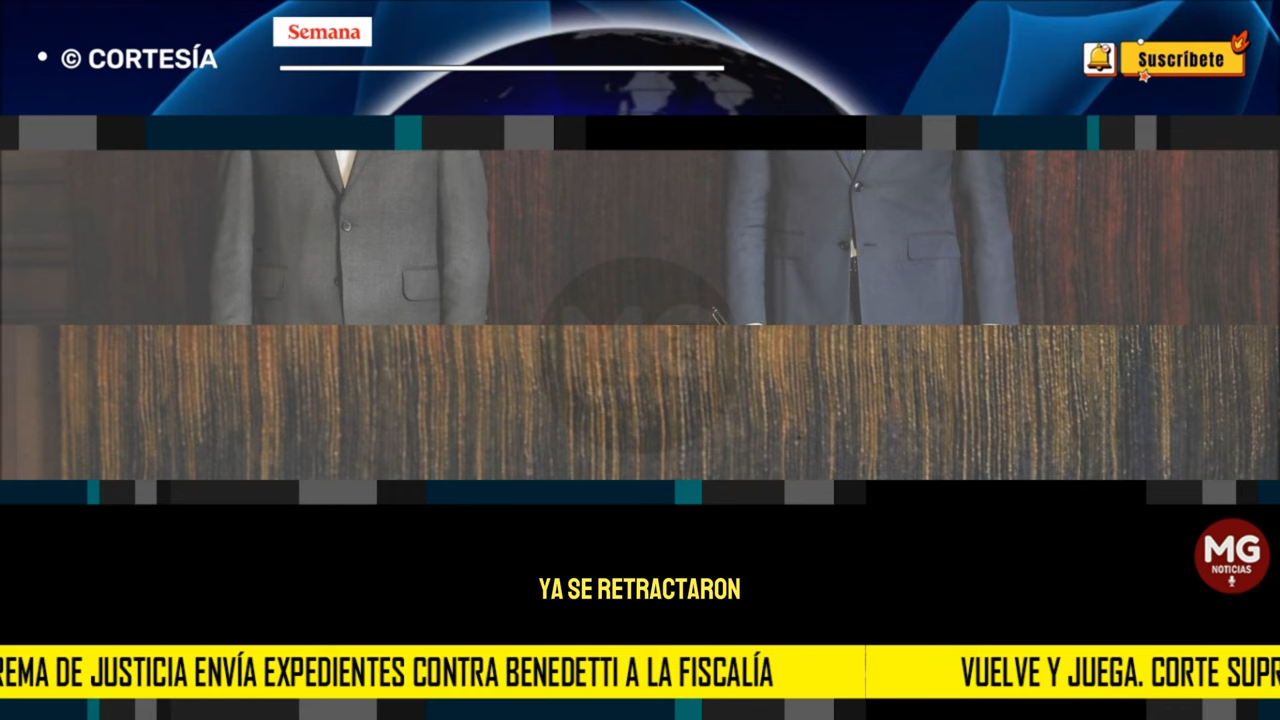 Semana
• © CORTESÍA
Suscríbete
MG
NOTICIAS
YA SE RETRACTARON
REMA DE JUSTICIA ENVÍA EXPEDIENTES CONTRA BENEDETTI A LA FISCALÍA VUELVE Y JUEGA. CORTE SUPR